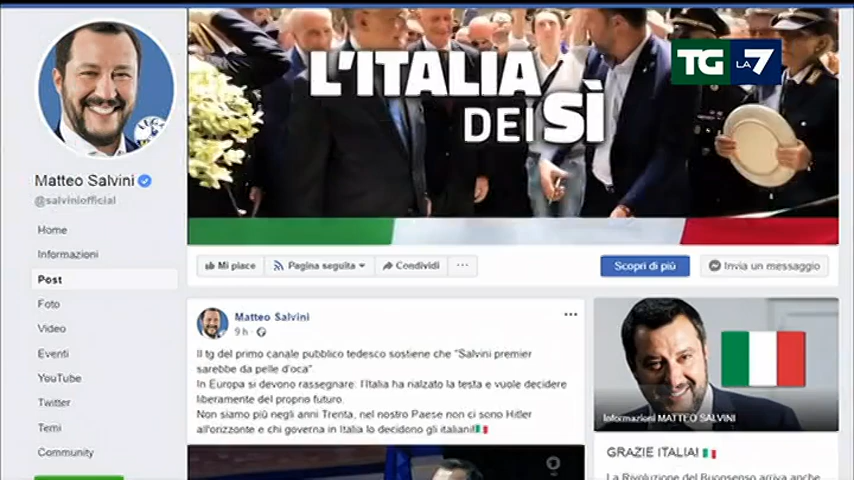 L'ITALIA
DEI SÌ
TG LA 7
LEGA
Matteo Salvini
@salviniofficial
Home
Informazioni
Post
Foto
Video
Eventi
YouTube
Twitter
Temi
Community
Mi piace
Pagina seguita
Condividi
Scopri di più
Invia un messaggio
Matteo Salvini
9 h
Il tg del primo canale pubblico tedesco sostiene che "Salvini premier
sarebbe da pelle d'oca"
In Europa si devono rassegnare: l'Italia ha rialzato la testa e vuole decidere
liberamente del proprio futuro.
Non siamo più negli anni Trenta, nel nostro Paese non ci sono Hitler
all'orizzonte e chi governa in Italia lo decidono gli italiani!
Informazioni MATTEO SALVINI
GRAZIE ITALIA!
La Rivoluzione del Buonsenso arriva anche